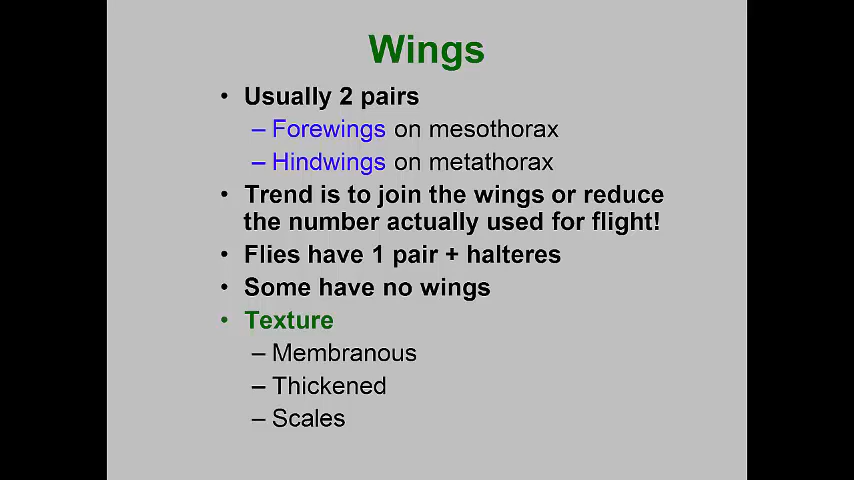 Wings
• Usually 2 pairs
– Forewings on mesothorax
– Hindwings on metathorax
• Trend is to join the wings or reduce
the number actually used for flight!
• Flies have 1 pair + halteres
• Some have no wings
• Texture
– Membranous
– Thickened
– Scales